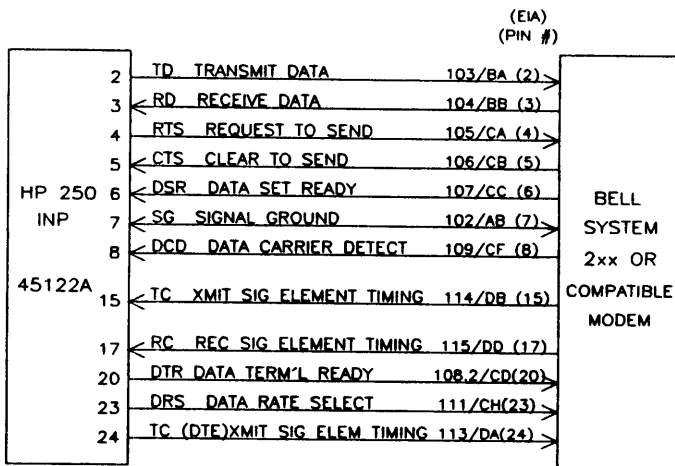 (EIA)
(PIN #)
2 TD TRANSMIT DATA 103/BA (2)
3 RD RECEIVE DATA 104/BB (3)
4 RTS REQUEST TO SEND 105/CA (4)
5 CTS CLEAR TO SEND 106/CB (5)
HP 250 6 DSR DATA SET READY 107/CC (6) BELL
INP 7 SG SIGNAL GROUND 102/AB (7) SYSTEM
8 DCD DATA CARRIER DETECT 109/CF (8) 2xx OR
45122A 15 TC XMIT SIG ELEMENT TIMING 114/DB (15) COMPATIBLE
MODEM
17 RC REC SIG ELEMENT TIMING 115/DD (17)
20 DTR DATA TERM'L READY 108.2/CD(20)
23 DRS DATA RATE SELECT 111/CH(23)
24 TC (DTE)XMIT SIG ELEM TIMING 113/DA(24)